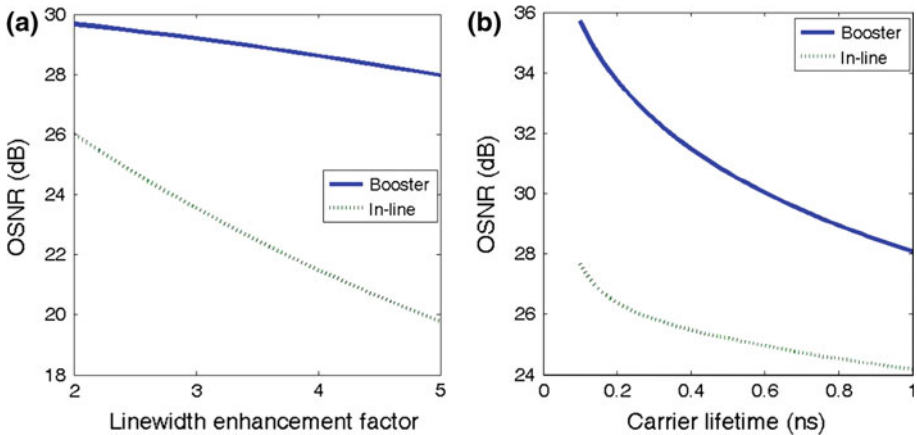 (a)
30
28
26
24
22
20
18
OSNR (dB)
Booster
In-line
2
3
4
5
Linewidth enhancement factor
(b)
36
34
32
30
28
26
24
OSNR (dB)
Booster
In-line
0
0.2
0.4
0.6
0.8
1
Carrier lifetime (ns)